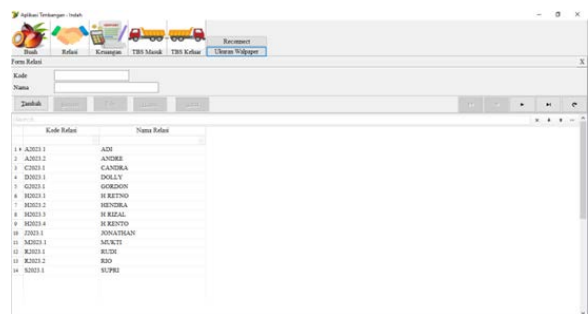 Aplikasi Timbangan - Indah
Buah Relasi Keuangan TBS Masuk TBS Keluar
Reconnect
Ukuran Walpaper
Form Relasi X
Kode
Nama
Tambah
Kode Relasi Nama Relasi
1 A2023.1 ADI
2 A2023.2 ANDRE
3 C2023.1 CANDRA
4 D2023.1 DOLLY
5 G2023.1 GORDON
6 H2023.1 H RETNO
7 H2023.2 HENDRA
8 H2023.3 H RIZAL
9 H2023.4 H RENTO
10 J2023.1 JONATHAN
11 M2023.1 MUKTI
12 R2023.1 RUDI
13 R2023.2 RIO
14 S2023.1 SUPRI